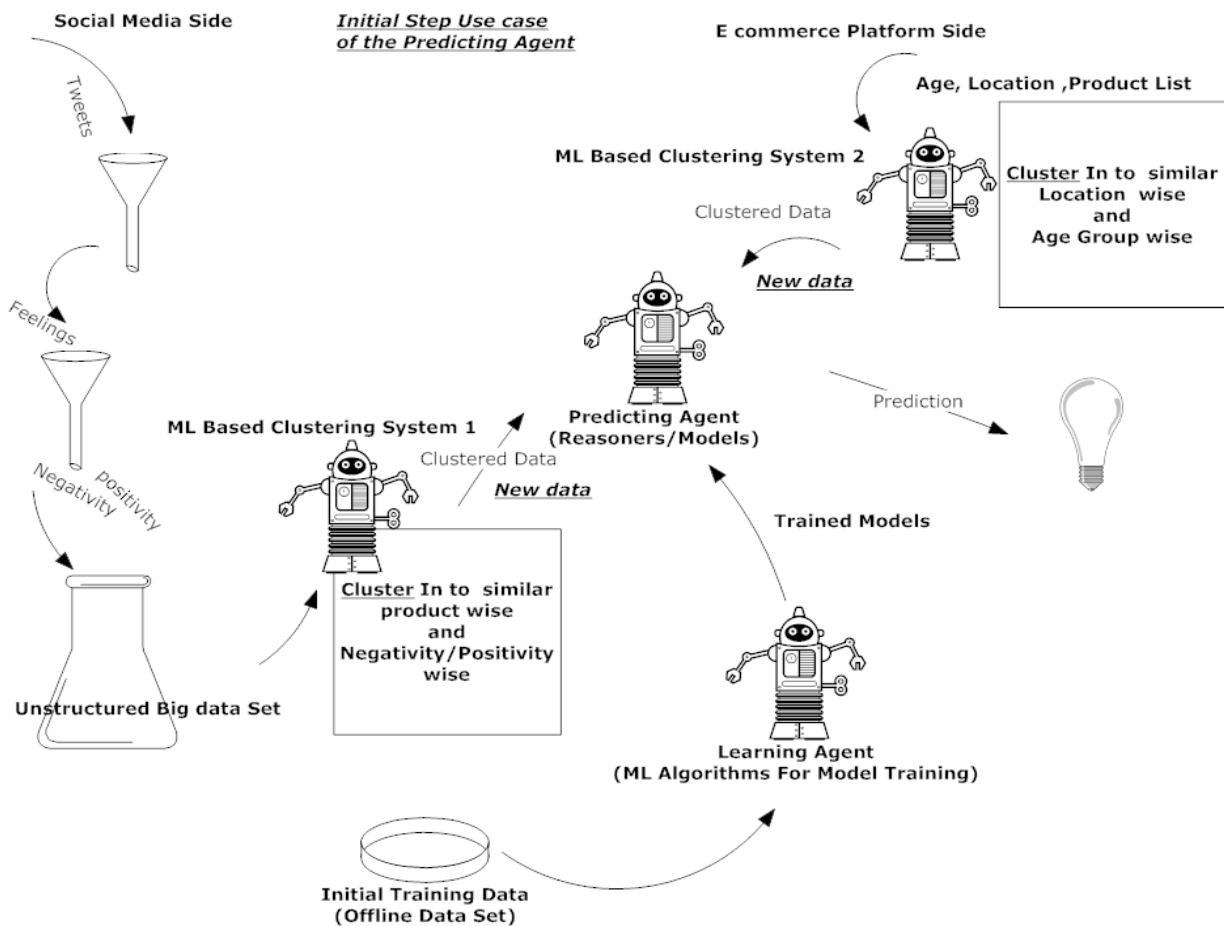 Social Media Side
Initial Step Use case
of the Predicting Agent
E commerce Platform Side
Tweets
Age, Location ,Product List
ML Based Clustering System 2
Cluster In to similar
Location wise
and
Age Group wise
Clustered Data
New data
Feelings
Predicting Agent
(Reasoners/Models)
Prediction
ML Based Clustering System 1
Clustered Data
New data
Negativity
positivity
Trained Models
Cluster In to similar
product wise
and
Negativity/Positivity
wise
Unstructured Big data Set
Learning Agent
(ML Algorithms For Model Training)
Initial Training Data
(Offline Data Set)